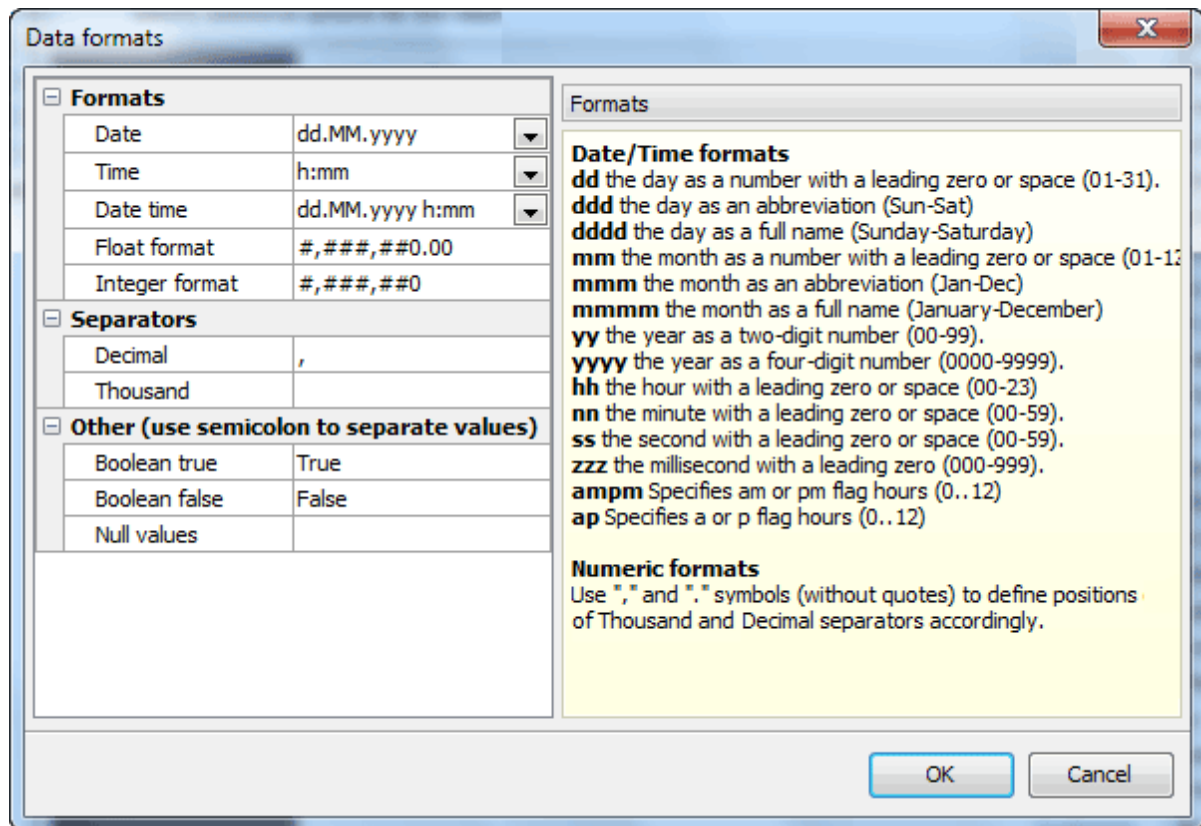 Data formats
Formats
Date dd.MM.yyyy
Time h:mm
Date time dd.MM.yyyy h:mm
Float format #,###,##0.00
Integer format #,###,##0
Separators
Decimal ,
Thousand
Other (use semicolon to separate values)
Boolean true True
Boolean false False
Null values
Formats
Date/Time formats
dd the day as a number with a leading zero or space (01-31).
ddd the day as an abbreviation (Sun-Sat)
dddd the day as a full name (Sunday-Saturday)
mm the month as a number with a leading zero or space (01-12
mmm the month as an abbreviation (Jan-Dec)
mmmm the month as a full name (January-December)
yy the year as a two-digit number (00-99).
yyyy the year as a four-digit number (0000-9999).
hh the hour with a leading zero or space (00-23)
nn the minute with a leading zero or space (00-59).
ss the second with a leading zero or space (00-59).
zzz the millisecond with a leading zero (000-999).
ampm Specifies am or pm flag hours (0..12)
ap Specifies a or p flag hours (0..12)
Numeric formats
Use "," and "." symbols (without quotes) to define positions
of Thousand and Decimal separators accordingly.
OK Cancel